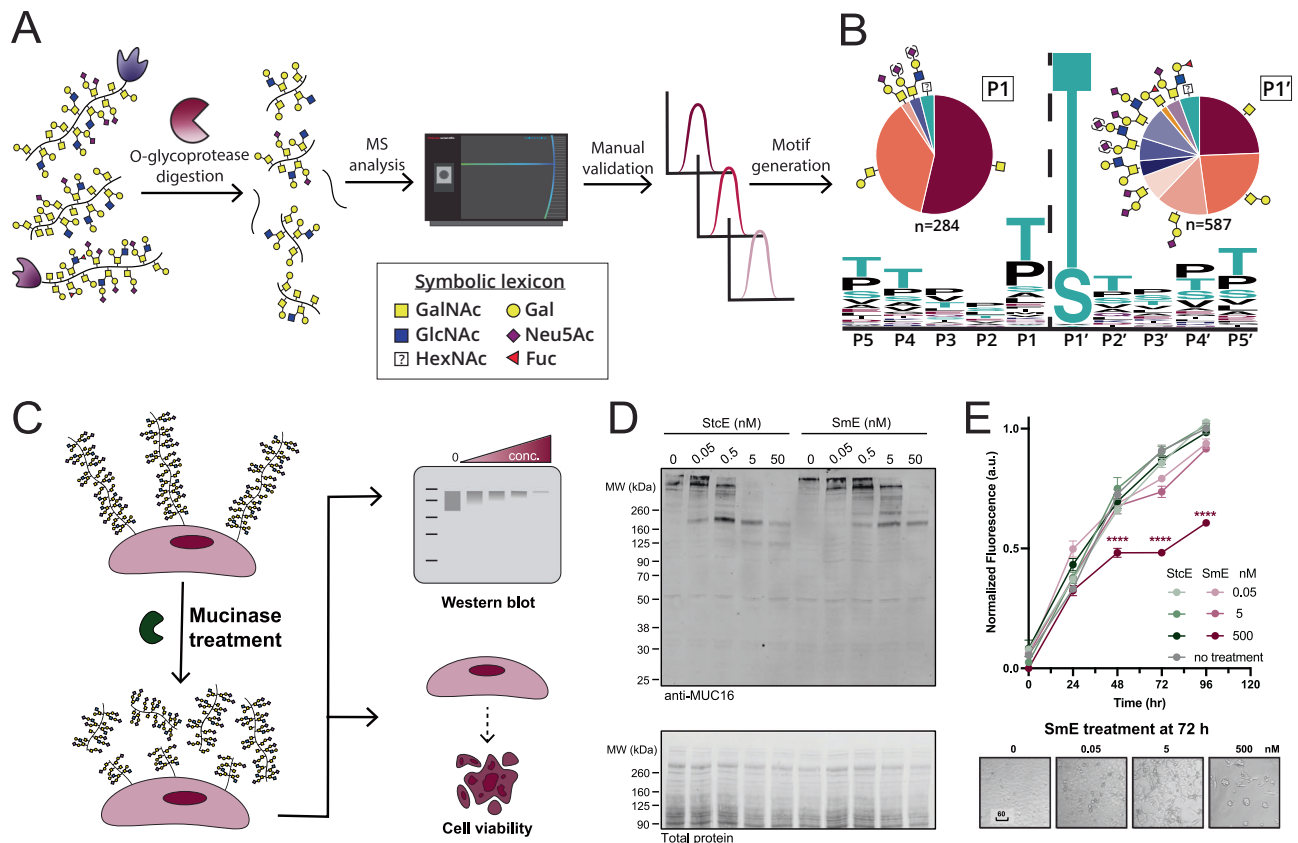 A
O-glycoprotease
digestion
MS
analysis
Manual
validation
Motif
generation
Symbolic lexicon
GalNAc
Gal
GlcNAc
Neu5Ac
? HexNAc
Fuc
B
P1
P1'
?
?
n=284
n=587
T
P
S
T
P
S
P
V
T
T
P
S
A
T
S
T
P
S
P
T
P
T
S
V
T
P
S
P5 P4 P3 P2 P1 P1' P2' P3' P4' P5'
C
Mucinase
treatment
0
conc.
Western blot
Cell viability
D
StcE (nM) SmE (nM)
0 0.05 0.5 5 50 0 0.05 0.5 5 50
MW (kDa)
260
160
125
90
70
50
38
30
25
anti-MUC16
MW (kDa)
260
160
125
90
Total protein
E
Normalized Fluorescence (a.u.)
1.0
0.5
0.0
**** **** ****
StcE SmE nM
0.05
5
500
no treatment
0 24 48 72 96 120
Time (hr)
SmE treatment at 72 h
0 0.05 5 500 nM
60